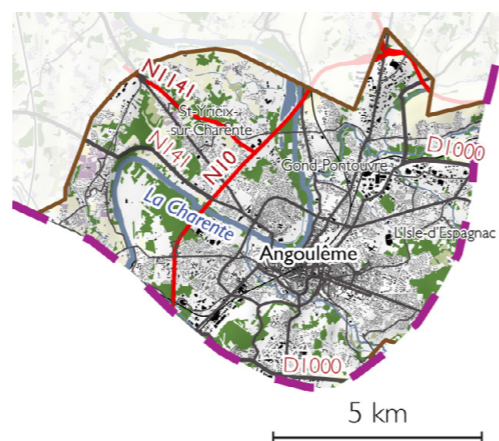 N1141
St-Yrieix-
sur-Charente
N141
N10
D1000
Gond-Pontouvre
La Charente
L'Isle-d'Espagnac
Angoulême
D1000
5 km